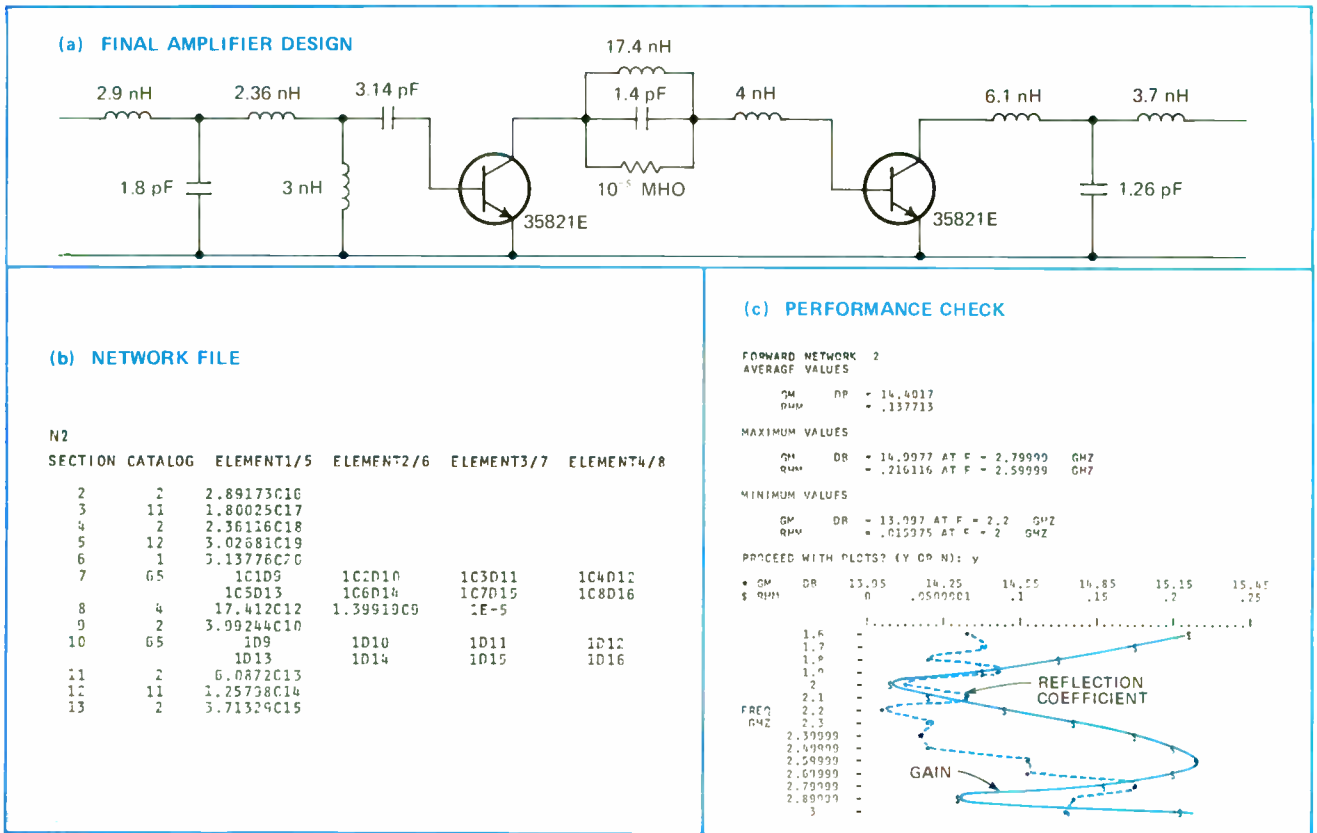 (a) FINAL AMPLIFIER DESIGN
17.4 nH
2.9 nH
2.36 nH
3.14 pF
1.4 pF
4 nH
6.1 nH
3.7 nH
1.8 pF
3 nH
10⁻⁵ MHO
1.26 pF
35821E
35821E
(b) NETWORK FILE
N2
SECTION CATALOG ELEMENT1/5 ELEMENT2/6 ELEMENT3/7 ELEMENT4/8
2 2 2.89173C16
3 11 1.80025C17
4 2 2.36116C18
5 12 3.02681C19
6 1 3.13776C20
7 65 1C1D9 1C2D10 1C3D11 1C4D12
1C5D13 1C6D14 1C7D15 1C8D16
8 4 17.412C12 1.39919C9 1E-5
9 2 3.99244C10
10 65 1D9 1D10 1D11 1D12
1D13 1D14 1D15 1D16
11 2 6.0872C13
12 11 1.25798C14
13 2 3.71329C15
(c) PERFORMANCE CHECK
FORWARD NETWORK 2
AVERAGE VALUES
GM DB = 14.4017
RHM = .137713
MAXIMUM VALUES
GM DB = 14.9977 AT F = 2.79999 GHZ
RHM = .216116 AT F = 2.59999 GHZ
MINIMUM VALUES
GM DB = 13.997 AT F = 2.2 GHZ
RHM = .015975 AT F = 2 GHZ
PROCEED WITH PLOTS? (Y OR N): y
* GM DB 13.95 14.25 14.55 14.85 15.15 15.45
$ RHM 0 .0500001 .1 .15 .2 .25
1.6
1.7
1.8
1.9
2
2.1
FREQ 2.2
GHZ 2.3
2.39999
2.49999
2.59999
2.69999
2.79999
2.89999
3
REFLECTION
COEFFICIENT
GAIN